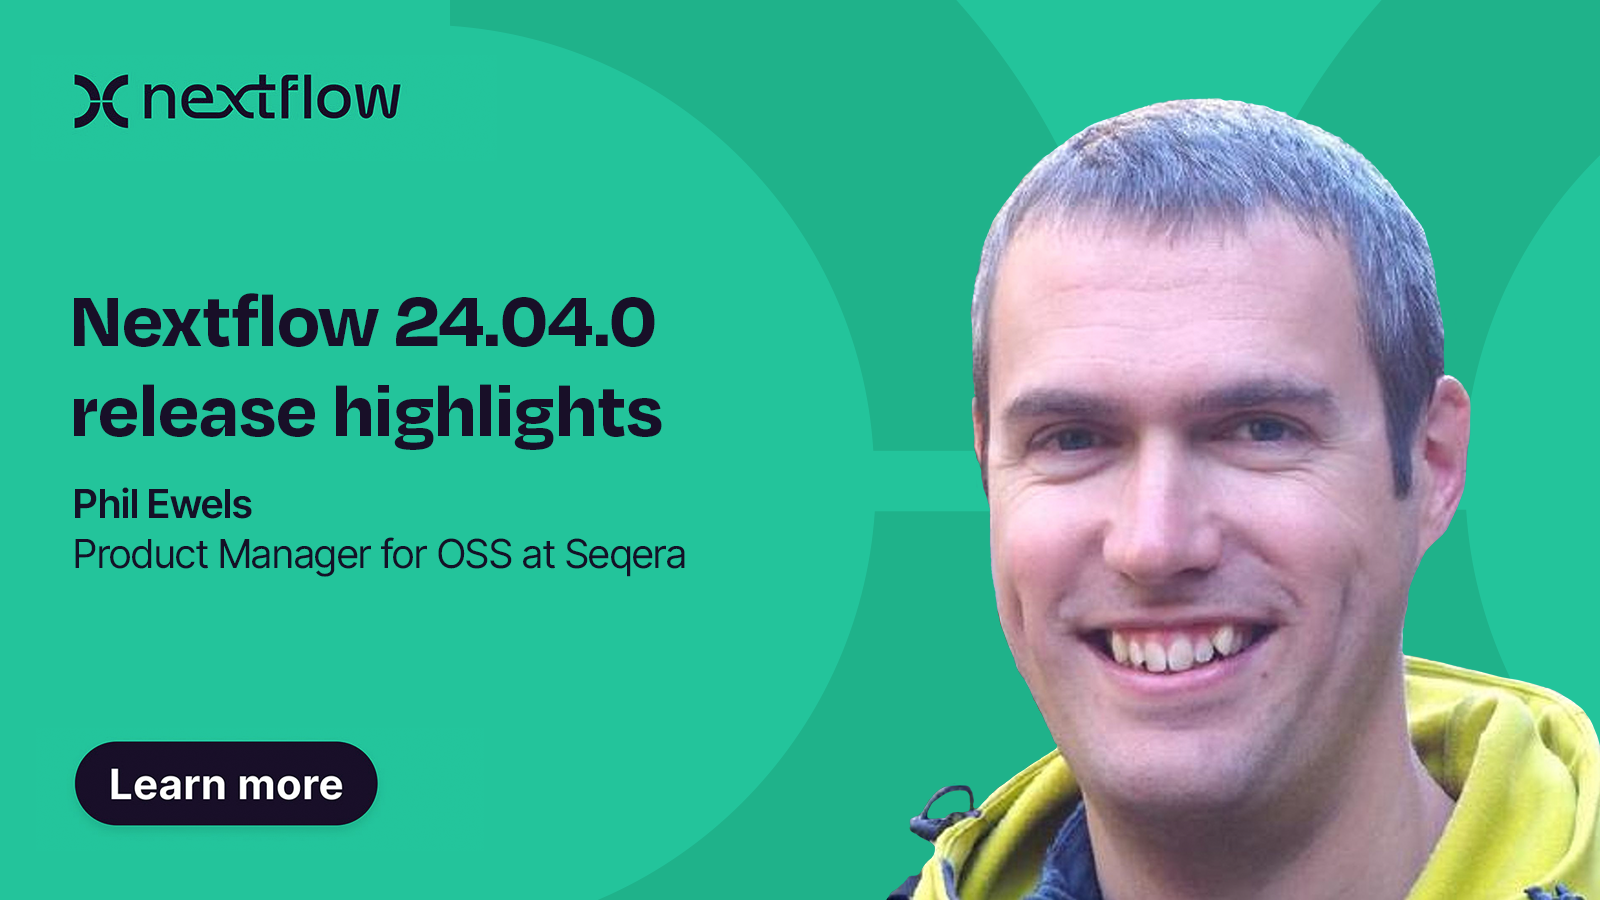 nextflow
Nextflow 24.04.0
release highlights
Phil Ewels
Product Manager for OSS at Seqera
Learn more